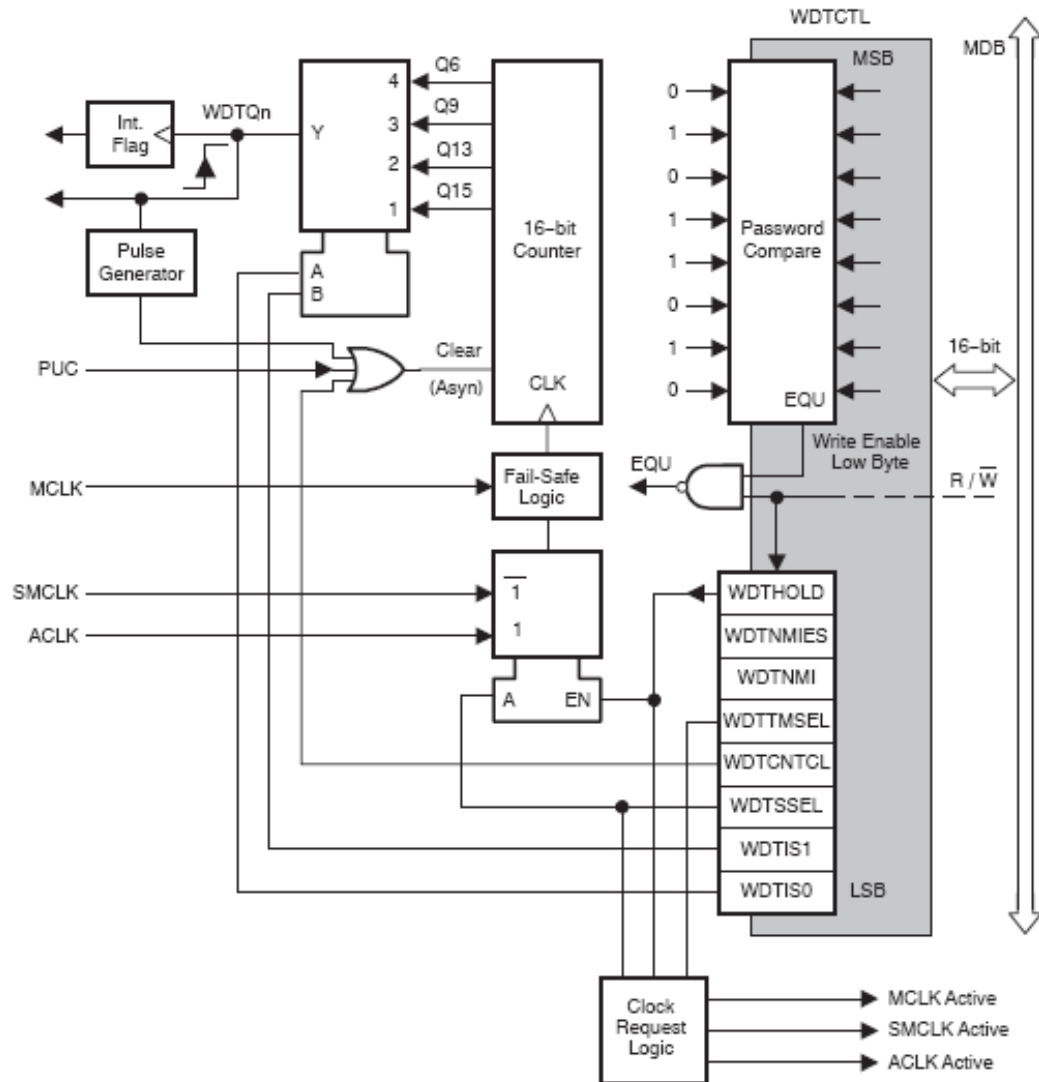 WDTCTL
MDB
MSB
Q6
4
0
Int.
Flag
WDTQn
Y
Q9
3
1
Q13
2
0
Q15
1
1
16-bit
Counter
Password
Compare
Pulse
Generator
A
B
1
0
PUC
Clear
(Asyn)
1
16-bit
CLK
0
EQU
Write Enable
Low Byte
MCLK
Fail-Safe
Logic
EQU
R / W
SMCLK
1
WDTHOLD
ACLK
1
WDTNMIES
WDTNMI
A
EN
WDTTMSEL
WDTCNTCL
WDTSSEL
WDTIS1
WDTIS0
LSB
Clock
Request
Logic
MCLK Active
SMCLK Active
ACLK Active